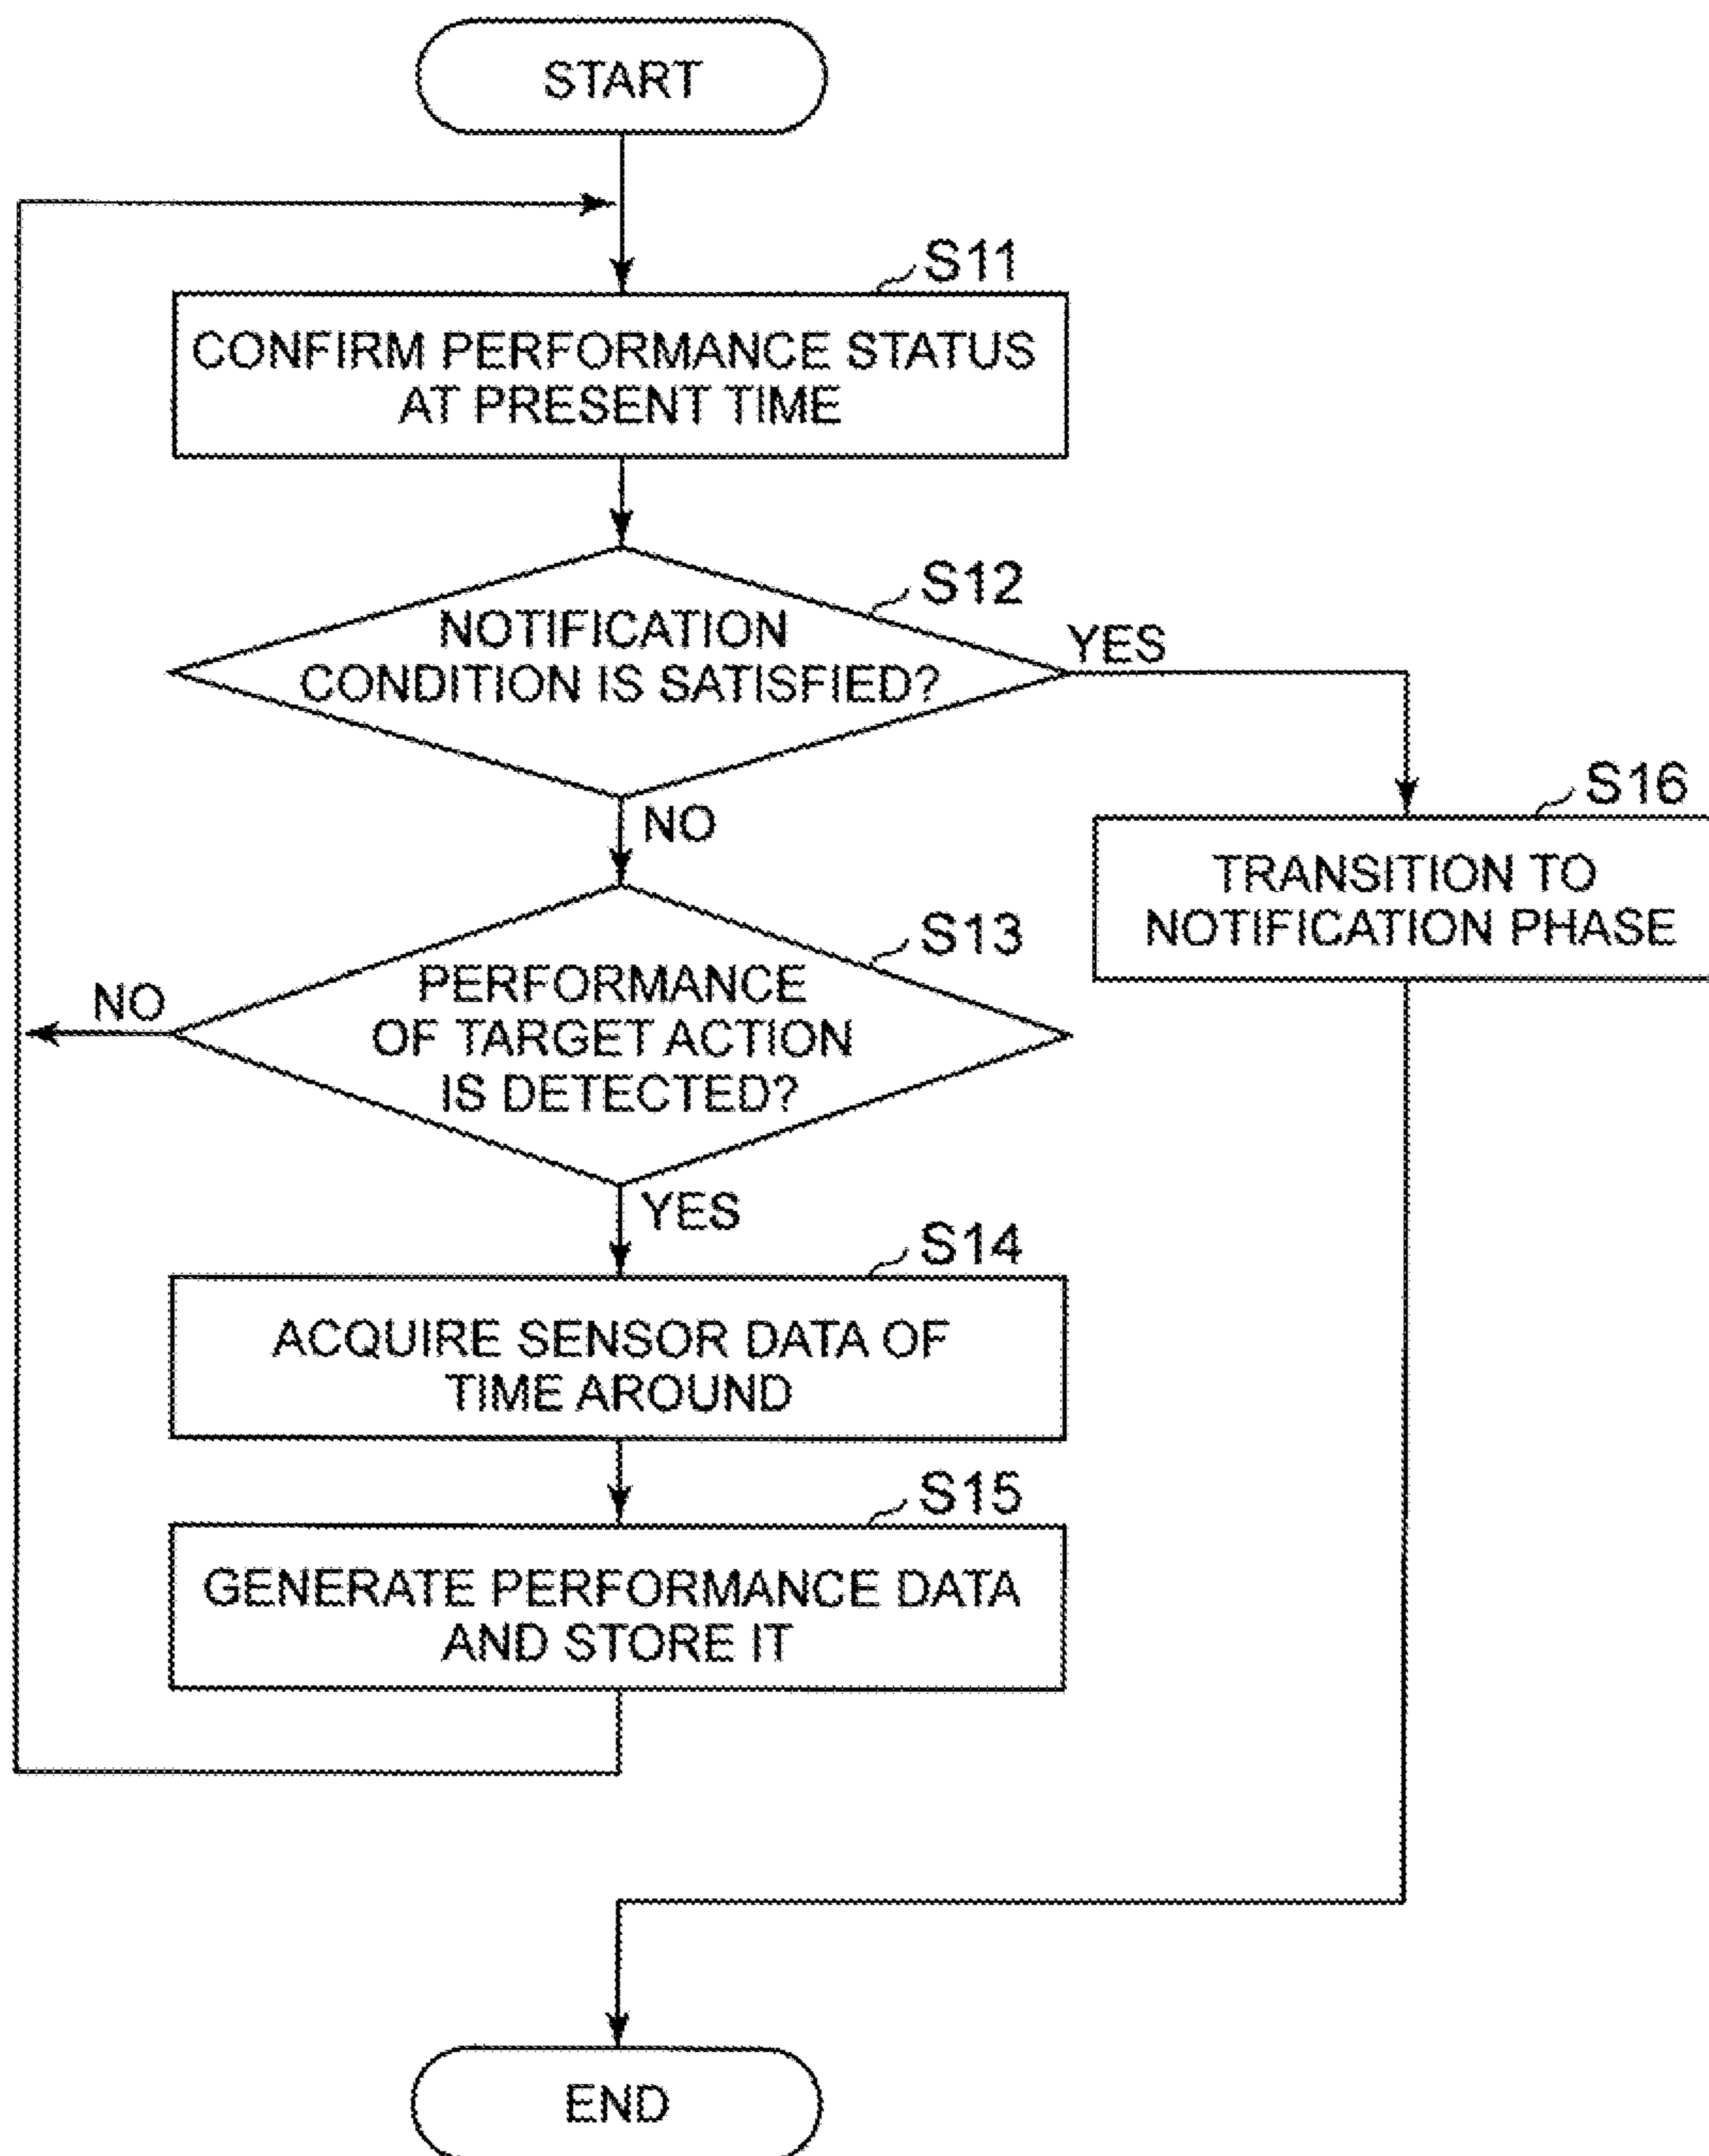 START
S11
CONFIRM PERFORMANCE STATUS
AT PRESENT TIME
S12
NOTIFICATION
CONDITION IS SATISFIED?
YES
NO
S16
TRANSITION TO
NOTIFICATION PHASE
S13
PERFORMANCE
OF TARGET ACTION
IS DETECTED?
NO
YES
S14
ACQUIRE SENSOR DATA OF
TIME AROUND
S15
GENERATE PERFORMANCE DATA
AND STORE IT
END